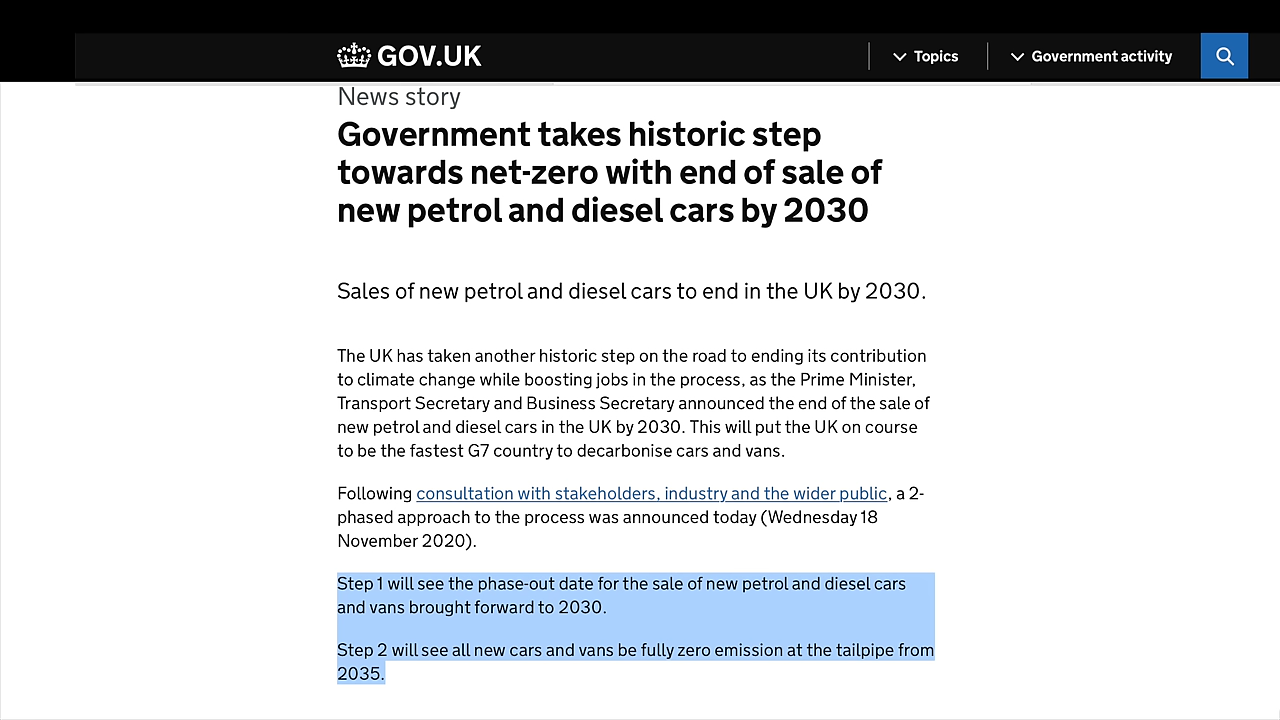 GOV.UK
Topics
Government activity
News story
Government takes historic step
towards net-zero with end of sale of
new petrol and diesel cars by 2030
Sales of new petrol and diesel cars to end in the UK by 2030.
The UK has taken another historic step on the road to ending its contribution
to climate change while boosting jobs in the process, as the Prime Minister,
Transport Secretary and Business Secretary announced the end of the sale of
new petrol and diesel cars in the UK by 2030. This will put the UK on course
to be the fastest G7 country to decarbonise cars and vans.
Following consultation with stakeholders, industry and the wider public, a 2-
phased approach to the process was announced today (Wednesday 18
November 2020).
Step 1 will see the phase-out date for the sale of new petrol and diesel cars
and vans brought forward to 2030.
Step 2 will see all new cars and vans be fully zero emission at the tailpipe from
2035.